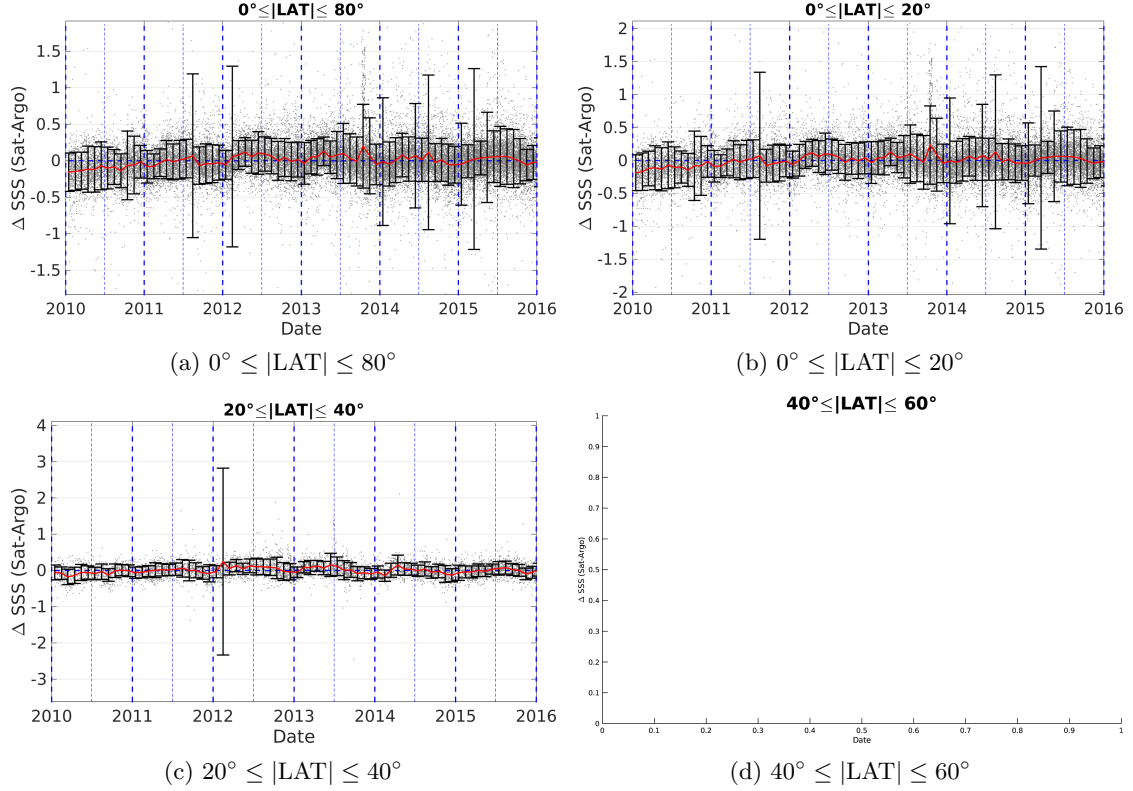 0°≤|LAT|≤ 80°
Δ SSS (Sat-Argo)
1.5
1
0.5
0
-0.5
-1
-1.5
2010 2011 2012 2013 2014 2015 2016
Date
(a) 0° ≤ |LAT| ≤ 80°
0°≤|LAT|≤ 20°
Δ SSS (Sat-Argo)
2
1.5
1
0.5
0
-0.5
-1
-1.5
-2
2010 2011 2012 2013 2014 2015 2016
Date
(b) 0° ≤ |LAT| ≤ 20°
20°≤|LAT|≤ 40°
Δ SSS (Sat-Argo)
4
3
2
1
0
-1
-2
-3
2010 2011 2012 2013 2014 2015 2016
Date
(c) 20° ≤ |LAT| ≤ 40°
40°≤|LAT|≤ 60°
Δ SSS (Sat-Argo)
1
0.9
0.8
0.7
0.6
0.5
0.4
0.3
0.2
0.1
0
0 0.1 0.2 0.3 0.4 0.5 0.6 0.7 0.8 0.9 1
Date
(d) 40° ≤ |LAT| ≤ 60°